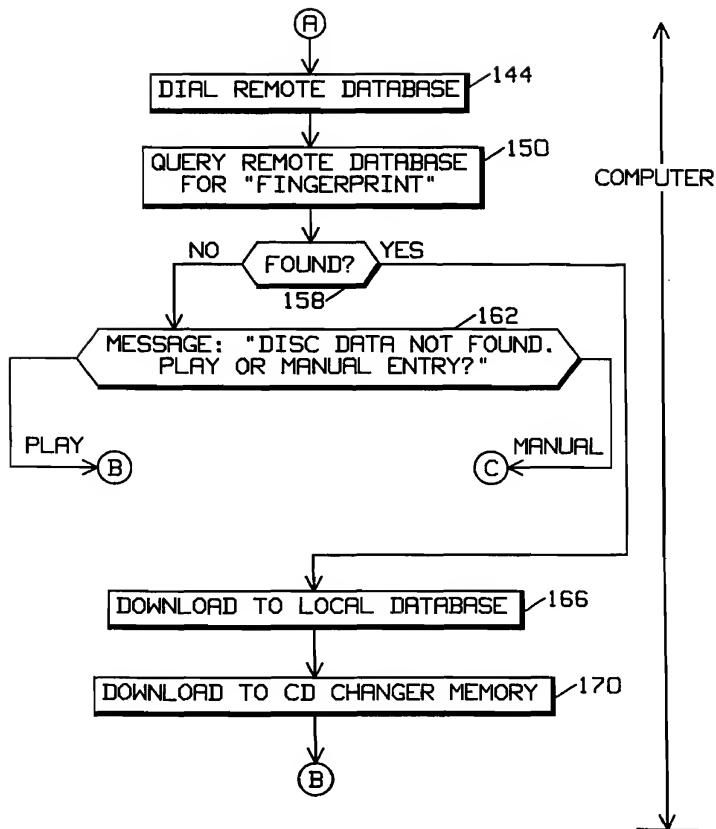 A
DIAL REMOTE DATABASE
144
QUERY REMOTE DATABASE
FOR "FINGERPRINT"
150
COMPUTER
NO
FOUND?
YES
158
162
MESSAGE: "DISC DATA NOT FOUND.
PLAY OR MANUAL ENTRY?"
PLAY
B
C
MANUAL
DOWNLOAD TO LOCAL DATABASE
166
DOWNLOAD TO CD CHANGER MEMORY
170
B